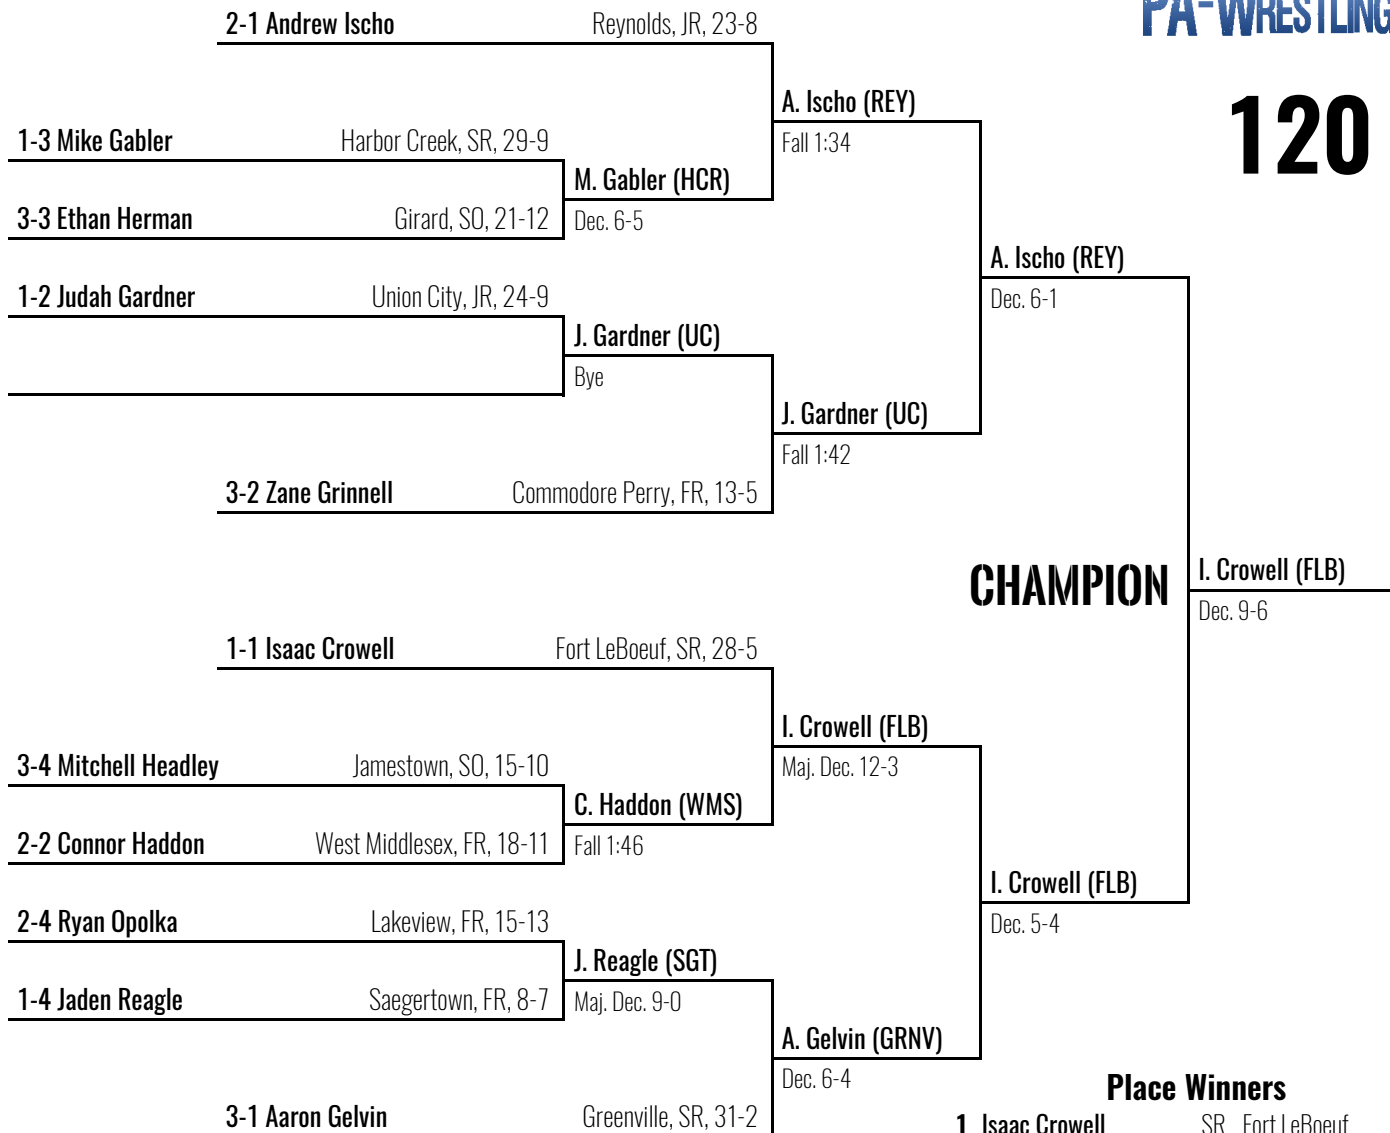 2-1 Andrew Ischo Reynolds, JR, 23-8
PA-WRESTLING
A. Ischo (REY)
Fall 1:34
120
1-3 Mike Gabler Harbor Creek, SR, 29-9
M. Gabler (HCR)
Dec. 6-5
3-3 Ethan Herman Girard, SO, 21-12
A. Ischo (REY)
Dec. 6-1
1-2 Judah Gardner Union City, JR, 24-9
J. Gardner (UC)
Bye
J. Gardner (UC)
Fall 1:42
3-2 Zane Grinnell Commodore Perry, FR, 13-5
CHAMPION
I. Crowell (FLB)
Dec. 9-6
1-1 Isaac Crowell Fort LeBoeuf, SR, 28-5
I. Crowell (FLB)
Maj. Dec. 12-3
3-4 Mitchell Headley Jamestown, SO, 15-10
C. Haddon (WMS)
Fall 1:46
2-2 Connor Haddon West Middlesex, FR, 18-11
I. Crowell (FLB)
Dec. 5-4
2-4 Ryan Opolka Lakeview, FR, 15-13
J. Reagle (SGT)
Maj. Dec. 9-0
1-4 Jaden Reagle Saegertown, FR, 8-7
A. Gelvin (GRNV)
Dec. 6-4
3-1 Aaron Gelvin Greenville, SR, 31-2
Place Winners
1 Isaac Crowell SR Fort LeBoeuf